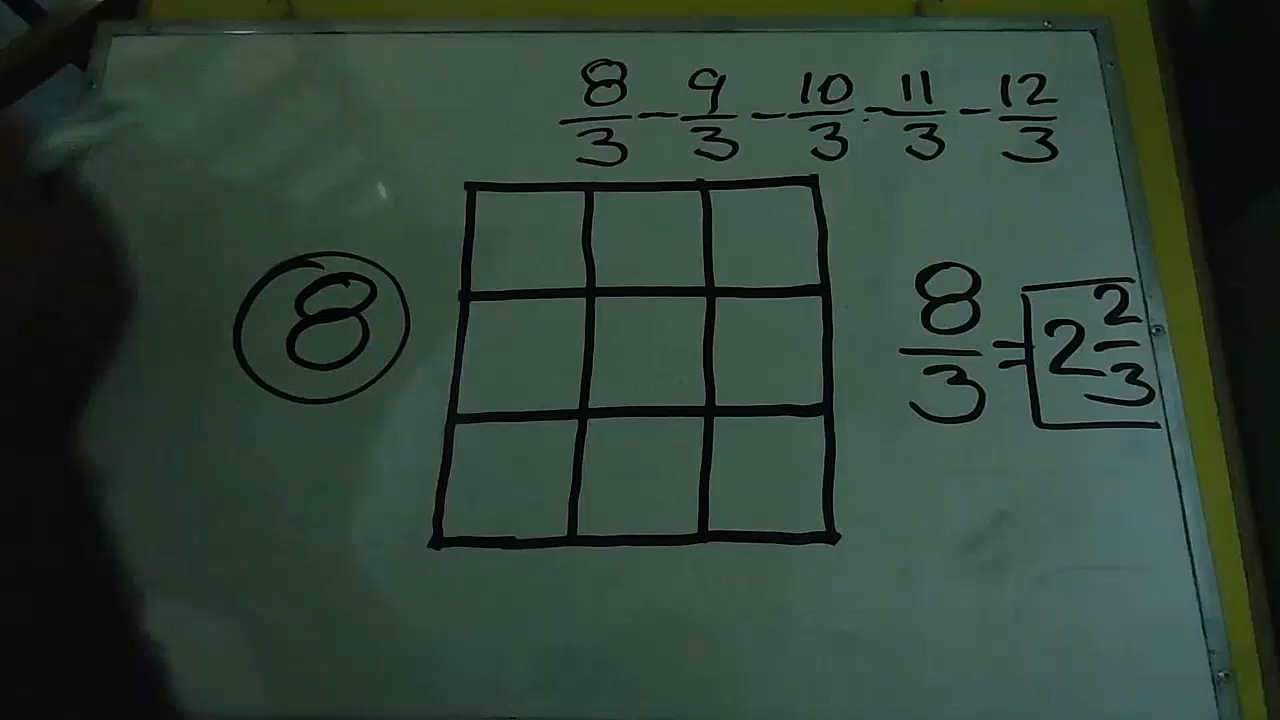 8/3 - 9/3 - 10/3 - 11/3 - 12/3
8
8/3 = 2 2/3